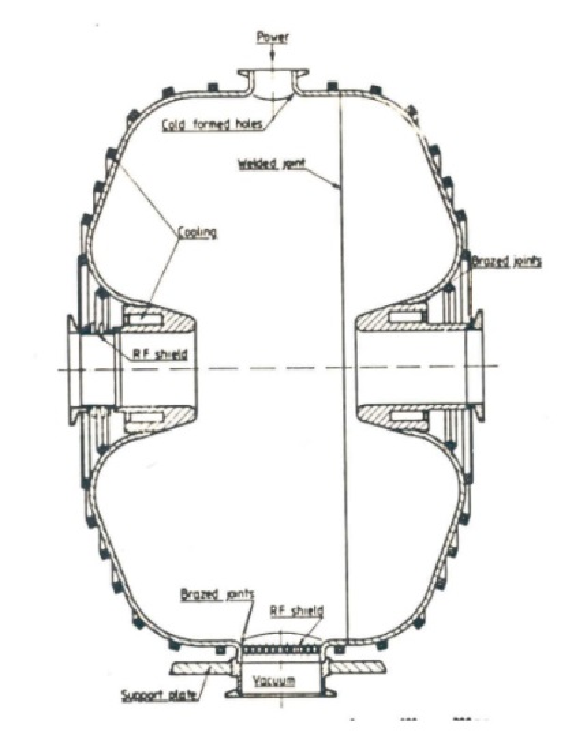 Power
Cold formed holes
Welded joint
Cooling
Brazed joints
RF shield
Brazed joints
RF shield
Vacuum
Support plate